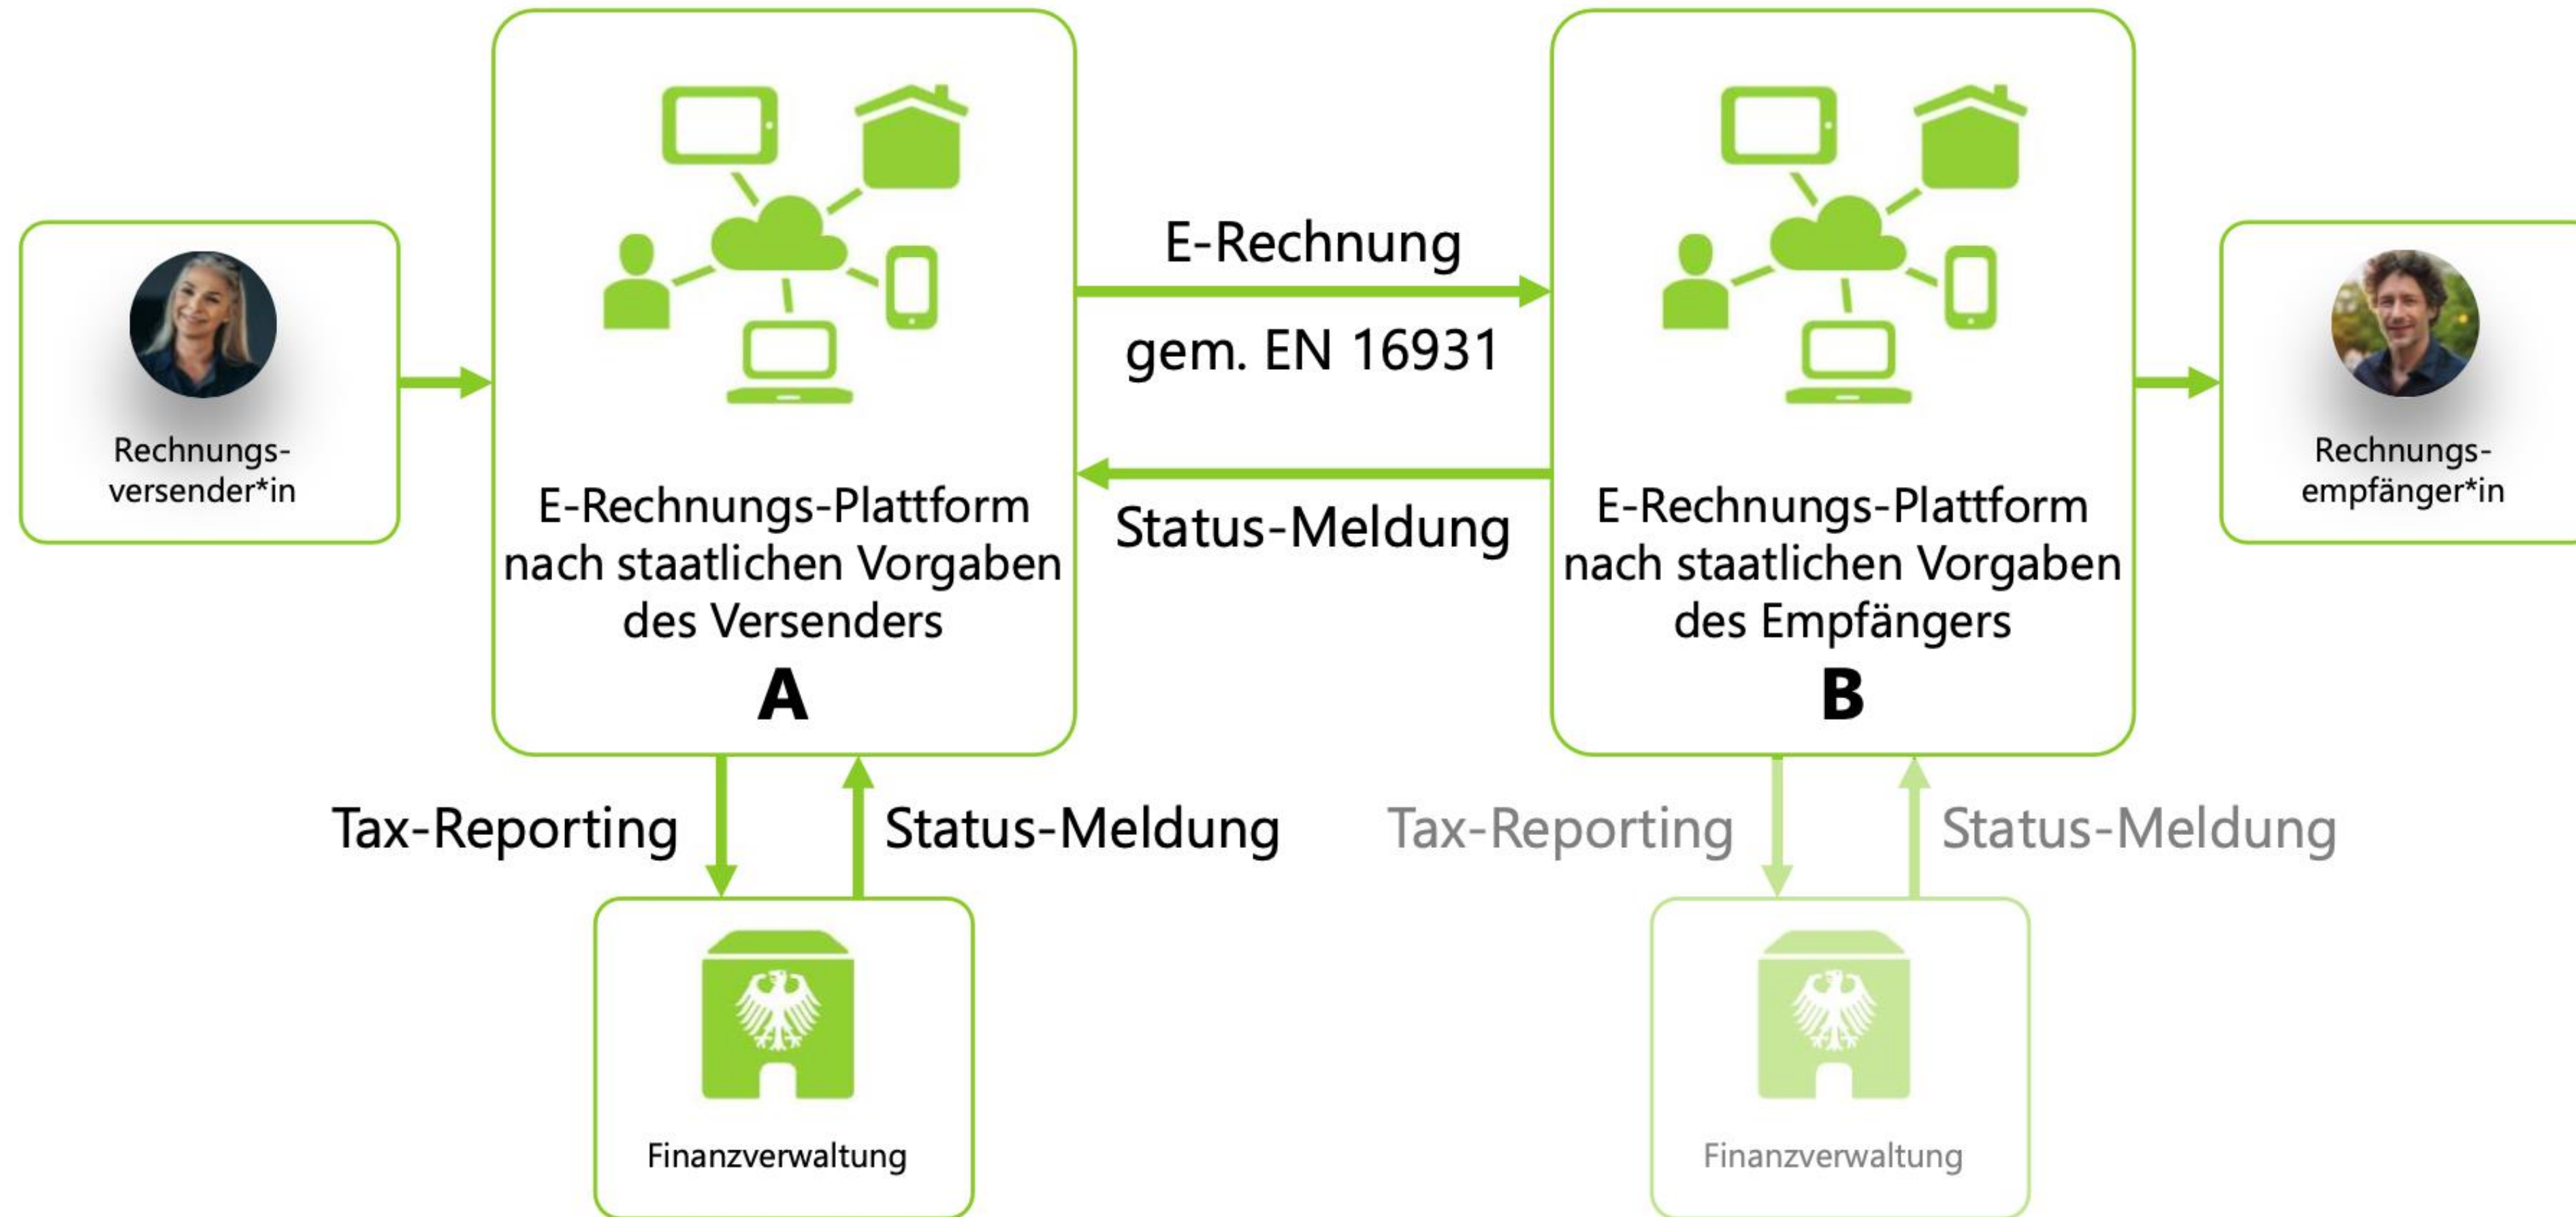 Rechnungs-
versender*in
E-Rechnungs-Plattform
nach staatlichen Vorgaben
des Versenders
A
E-Rechnung
gem. EN 16931
Status-Meldung
E-Rechnungs-Plattform
nach staatlichen Vorgaben
des Empfängers
B
Rechnungs-
empfänger*in
Tax-Reporting
Status-Meldung
Finanzverwaltung
Tax-Reporting
Status-Meldung
Finanzverwaltung